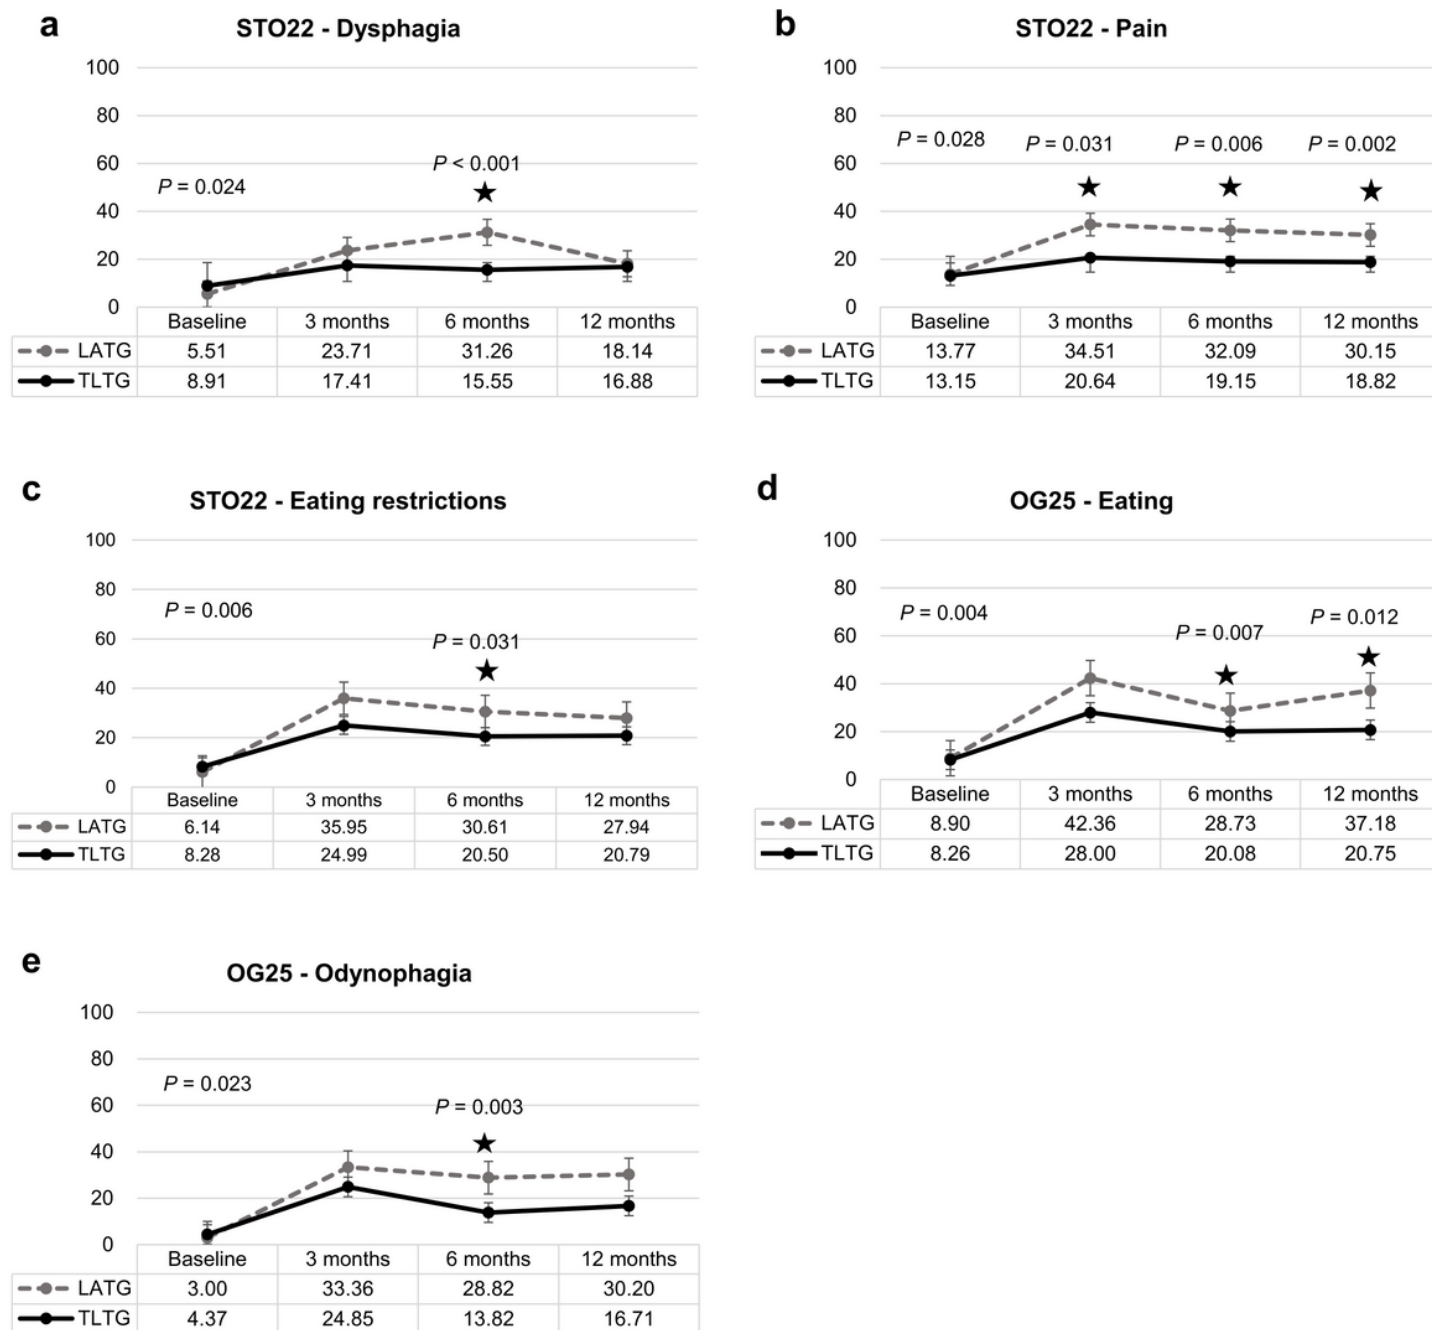 a
STO22 - Dysphagia
100
80
60
40
20
0
P = 0.024
P < 0.001
★
Baseline 3 months 6 months 12 months
LATG 5.51 23.71 31.26 18.14
TLTG 8.91 17.41 15.55 16.88
b
STO22 - Pain
100
80
60
40
20
0
P = 0.028 P = 0.031 P = 0.006 P = 0.002
★ ★ ★
Baseline 3 months 6 months 12 months
LATG 13.77 34.51 32.09 30.15
TLTG 13.15 20.64 19.15 18.82
c
STO22 - Eating restrictions
100
80
60
40
20
0
P = 0.006
P = 0.031
★
Baseline 3 months 6 months 12 months
LATG 6.14 35.95 30.61 27.94
TLTG 8.28 24.99 20.50 20.79
d
OG25 - Eating
100
80
60
40
20
0
P = 0.004 P = 0.007 P = 0.012
★ ★
Baseline 3 months 6 months 12 months
LATG 8.90 42.36 28.73 37.18
TLTG 8.26 28.00 20.08 20.75
e
OG25 - Odynophagia
100
80
60
40
20
0
P = 0.023
P = 0.003
★
Baseline 3 months 6 months 12 months
LATG 3.00 33.36 28.82 30.20
TLTG 4.37 24.85 13.82 16.71